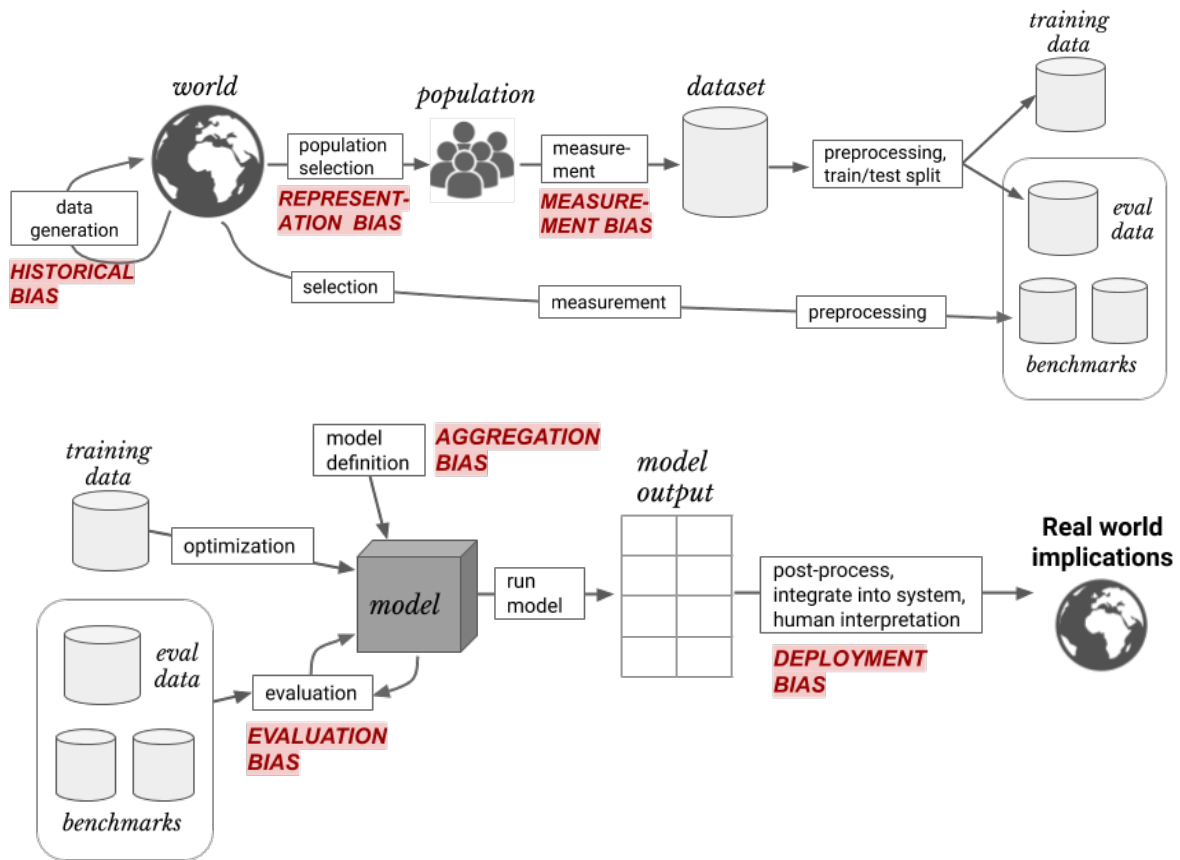 training
data
world
population
dataset
population
selection
measure-
ment
preprocessing,
train/test split
REPRESENT-
ATION BIAS
MEASURE-
MENT BIAS
data
generation
eval
data
HISTORICAL
BIAS
selection
measurement
preprocessing
benchmarks
training
data
model
definition
AGGREGATION
BIAS
model
output
optimization
Real world
implications
model
run
model
post-process,
integrate into system,
human interpretation
eval
data
evaluation
DEPLOYMENT
BIAS
EVALUATION
BIAS
benchmarks